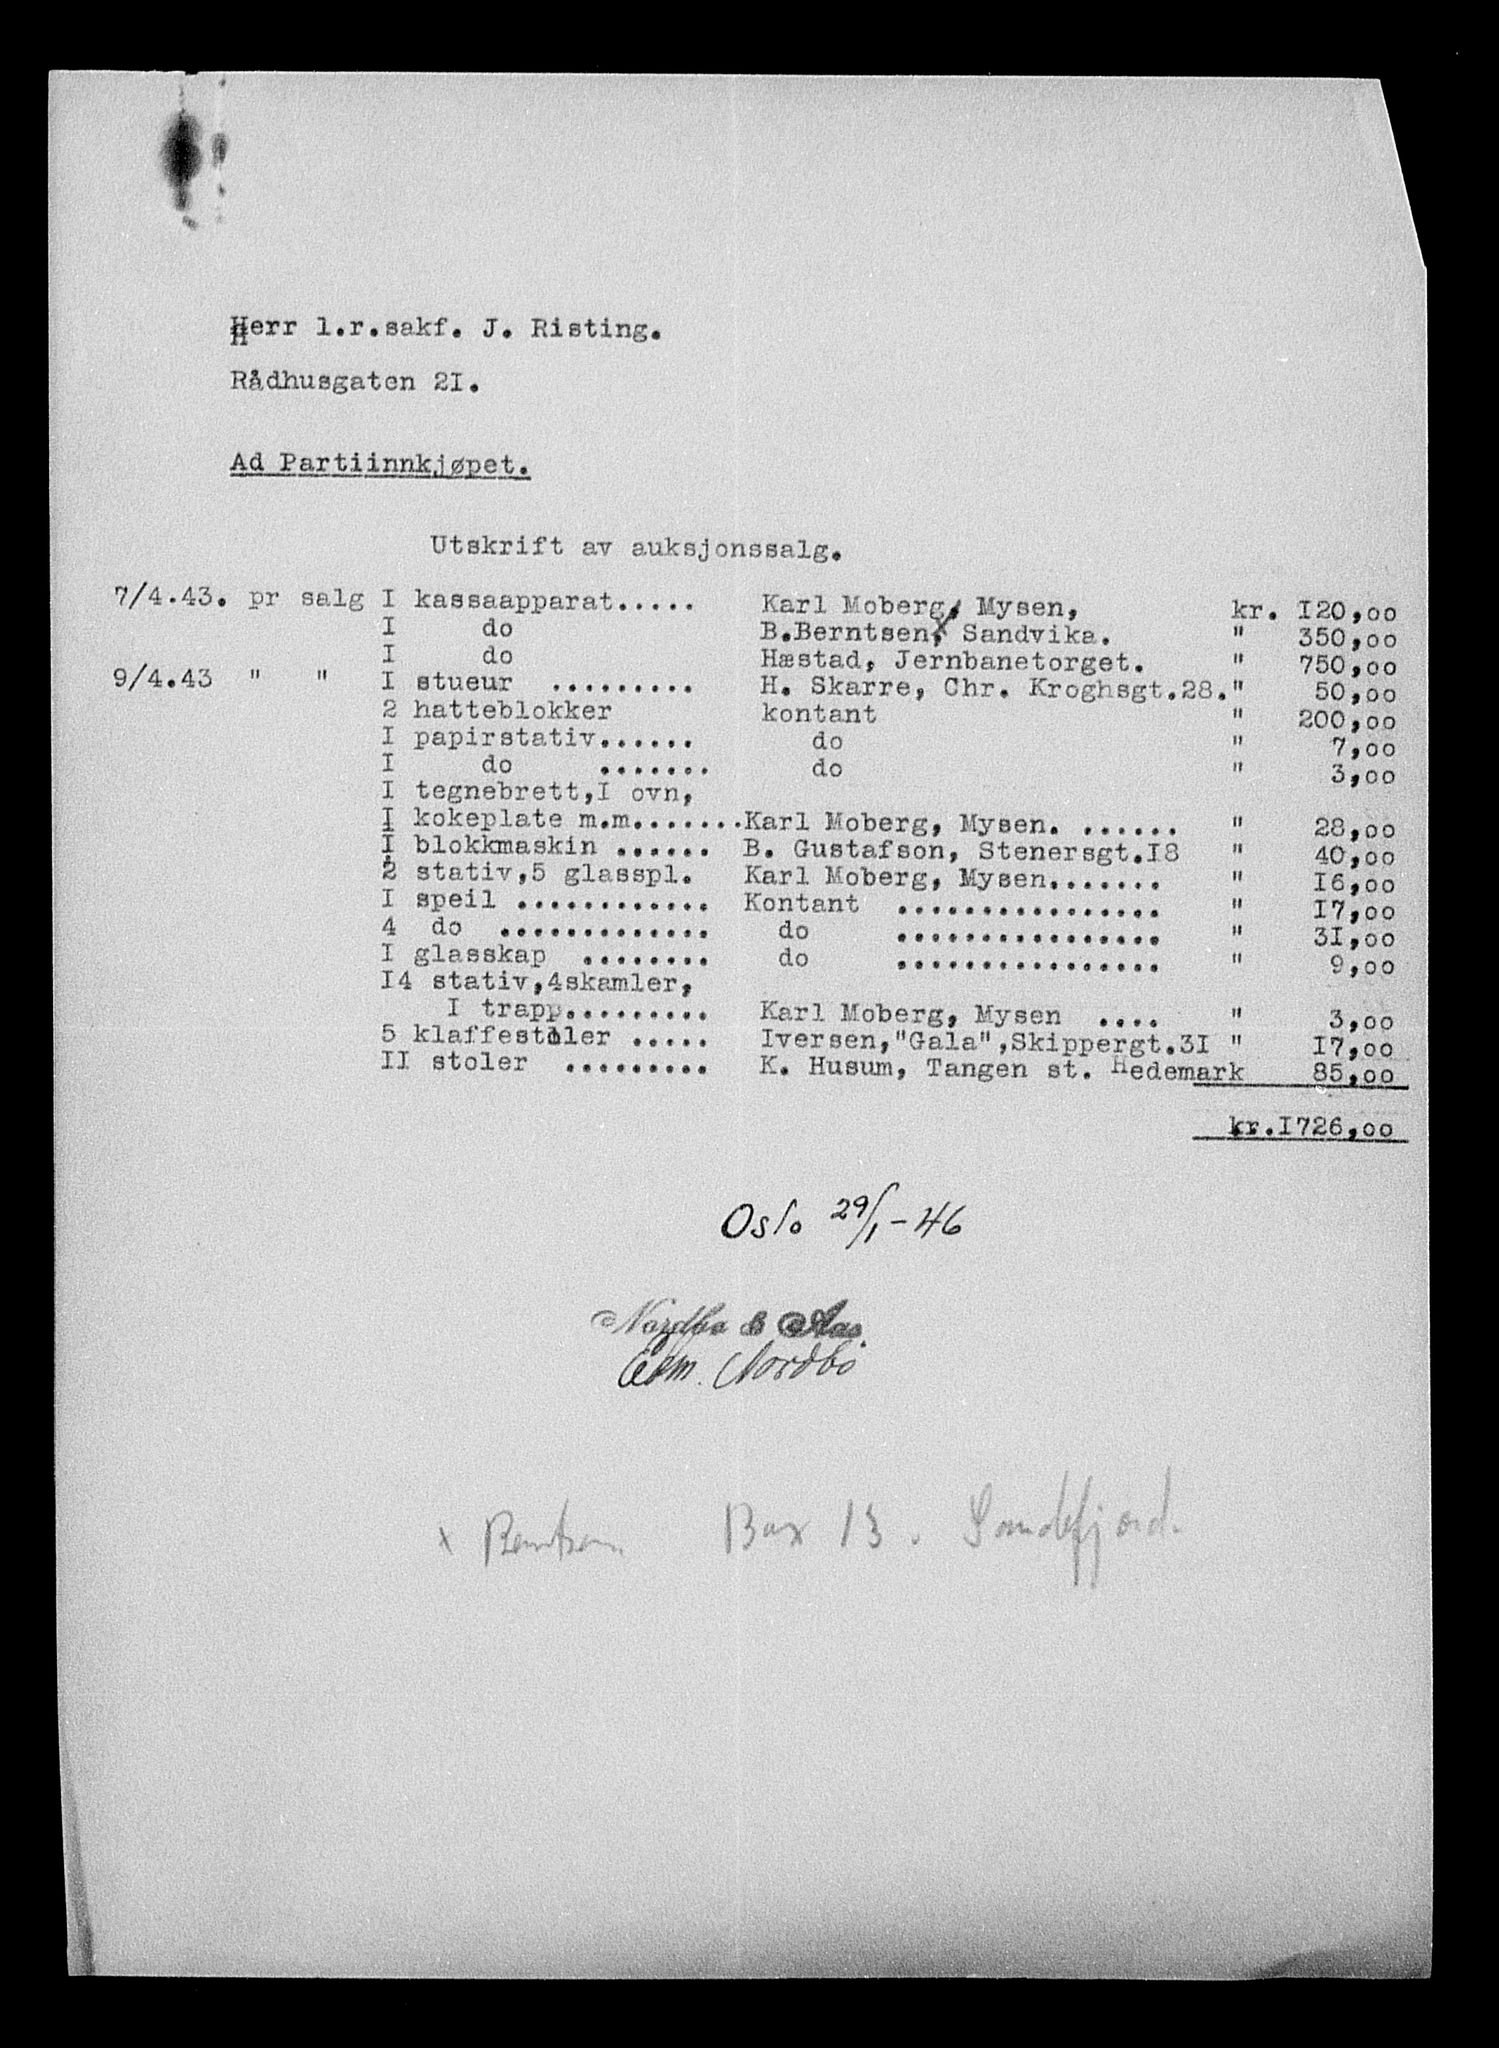 Herr l.r.sakf. J. Risting.
Rådhusgaten 2I.
Ad Partiinnkjøpet.
Utskrift av auksjonssalg.
7/4.43. pr salg I kassaapparat..... Karl Moberg, Mysen, kr. I20,00
I do B.Berntsen, x Sandvika. " 350,00
I do Hæstad, Jernbanetorget. " 750,00
9/4.43 " " I stueur ......... H. Skarre, Chr. Kroghsgt.28. " 50,00
2 hatteblokker kontant " 200,00
I papirstativ...... do " 7,00
I do ....... do " 3,00
I tegnebrett,I ovn,
I kokeplate m.m.......Karl Moberg, Mysen. ...... " 28,00
I blokkmaskin ...... B. Gustafson, Stenersgt.I8 " 40,00
2 stativ,5 glasspl. Karl Moberg, Mysen....... " I6,00
I speil ............ Kontant ................ " I7,00
4 do ............. do ................ " 3I,00
I glasskap ........ do ................ " 9,00
I4 stativ,4skamler,
I trapp......... Karl Moberg, Mysen .... " 3,00
5 klaffestoler ..... Iversen,"Gala",Skippergt.3I " I7,00
II stoler ......... K. Husum, Tangen st. Hedemark 85,00
kr.I726,00
Oslo 29/1-46
Nordbo & Aas.
Edm. Nordbo
x Berntsen Box 13. Sandefjord.